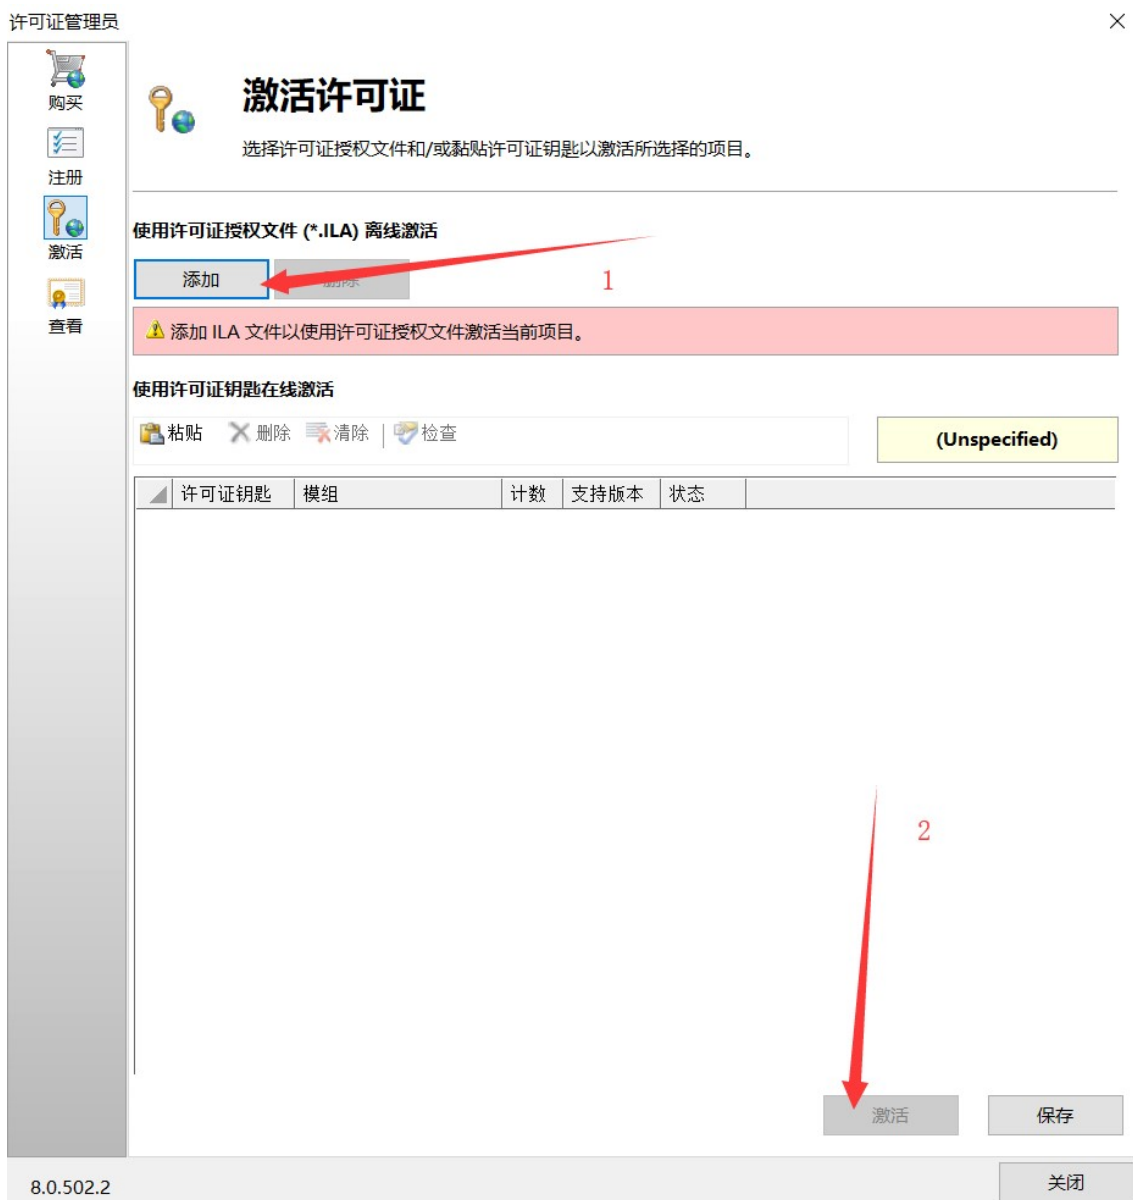 许可证管理员
购买
注册
激活
查看
激活许可证
选择许可证授权文件和/或黏贴许可证钥匙以激活所选择的项目。
使用许可证授权文件 (*.ILA) 离线激活
添加 删除
1
添加 ILA 文件以使用许可证授权文件激活当前项目。
使用许可证钥匙在线激活
粘贴 删除 清除 | 检查
(Unspecified)
许可证钥匙 模组 计数 支持版本 状态
2
激活 保存
8.0.502.2 关闭